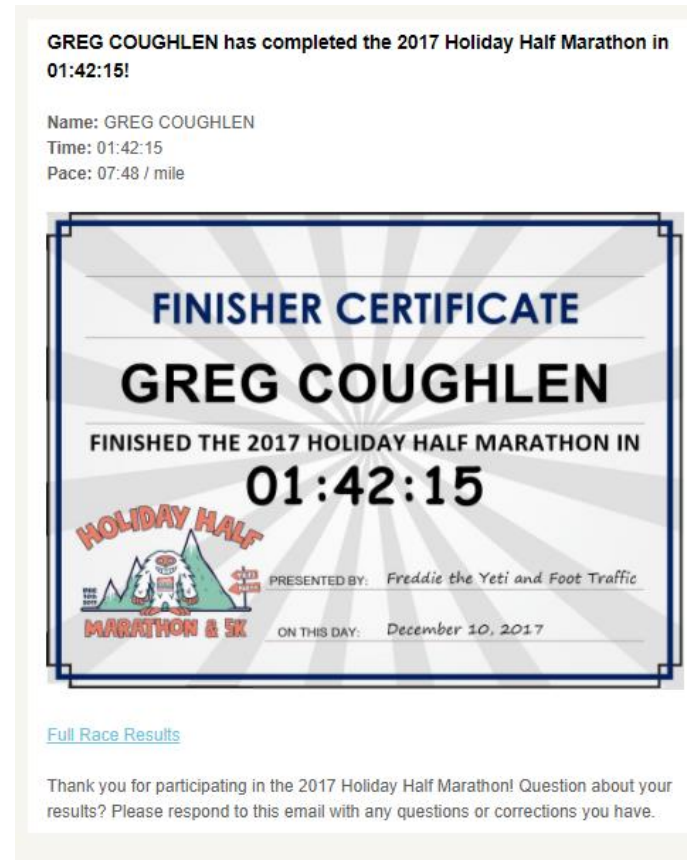 GREG COUGHLEN has completed the 2017 Holiday Half Marathon in
01:42:15!
Name: GREG COUGHLEN
Time: 01:42:15
Pace: 07:48 / mile
FINISHER CERTIFICATE
GREG COUGHLEN
FINISHED THE 2017 HOLIDAY HALF MARATHON IN
01:42:15
HOLIDAY HALF
MARATHON & 5K
PRESENTED BY: Freddie the Yeti and Foot Traffic
ON THIS DAY: December 10, 2017
Full Race Results
Thank you for participating in the 2017 Holiday Half Marathon! Question about your
results? Please respond to this email with any questions or corrections you have.